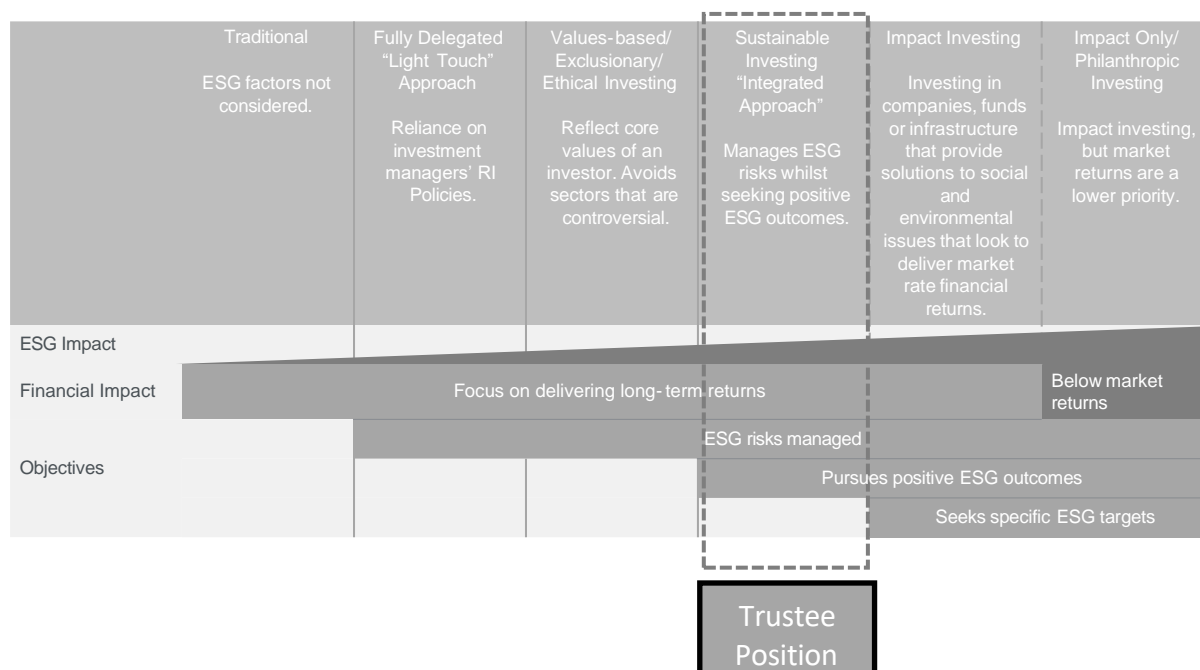 Traditional
ESG factors not
considered.
Fully Delegated
“Light Touch”
Approach
Reliance on
investment
managers’ RI
Policies.
Values-based/
Exclusionary/
Ethical Investing
Reflect core
values of an
investor. Avoids
sectors that are
controversial.
Sustainable
Investing
“Integrated
Approach”
Manages ESG
risks whilst
seeking positive
ESG outcomes.
Impact Investing
Investing in
companies, funds
or infrastructure
that provide
solutions to social
and
environmental
issues that look to
deliver market
rate financial
returns.
Impact Only/
Philanthropic
Investing
Impact investing,
but market
returns are a
lower priority.
ESG Impact
Financial Impact
Focus on delivering long-term returns
Below market
returns
Objectives
ESG risks managed
Pursues positive ESG outcomes
Seeks specific ESG targets
Trustee
Position